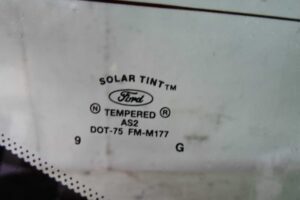 SOLAR TINT™
Ford
N TEMPERED R
AS2
DOT-75 FM-M177
9 G